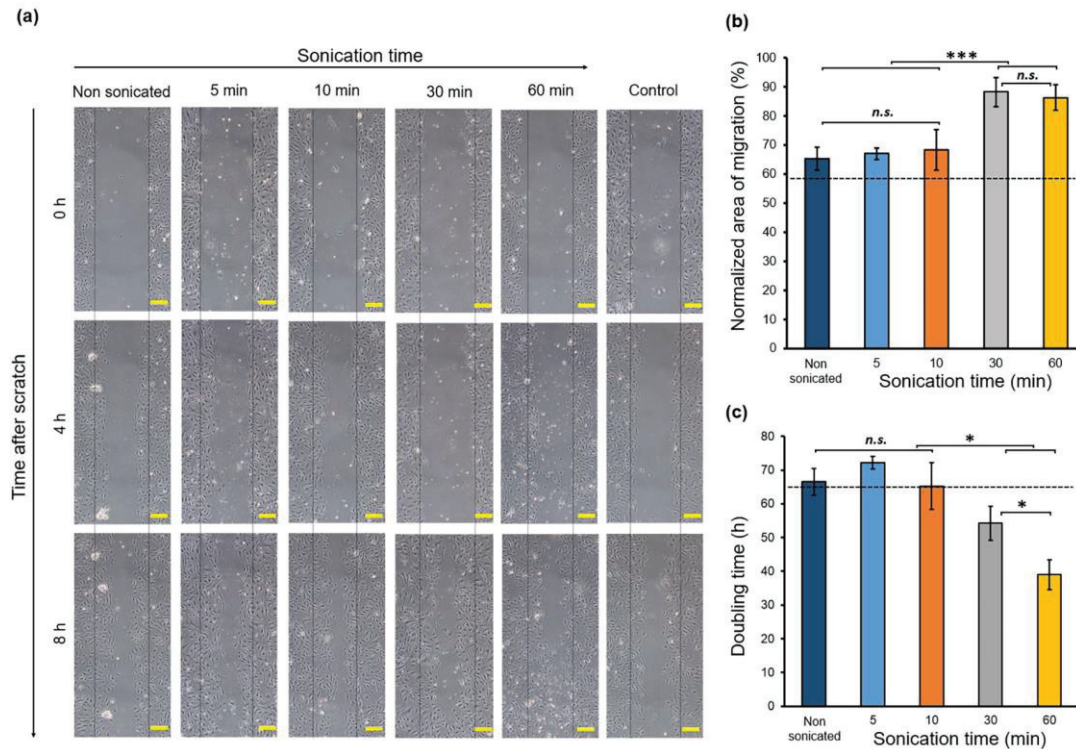 (a)
Sonication time
Non sonicated 5 min 10 min 30 min 60 min Control
Time after scratch
0 h
4 h
8 h
(b)
Normalized area of migration (%)
100
90
80
70
60
50
40
30
20
10
0
***
n.s.
n.s.
Non
sonicated
5 10 30 60
Sonication time (min)
(c)
Doubling time (h)
80
70
60
50
40
30
20
10
0
n.s.
*
*
Non
sonicated
5 10 30 60
Sonication time (min)